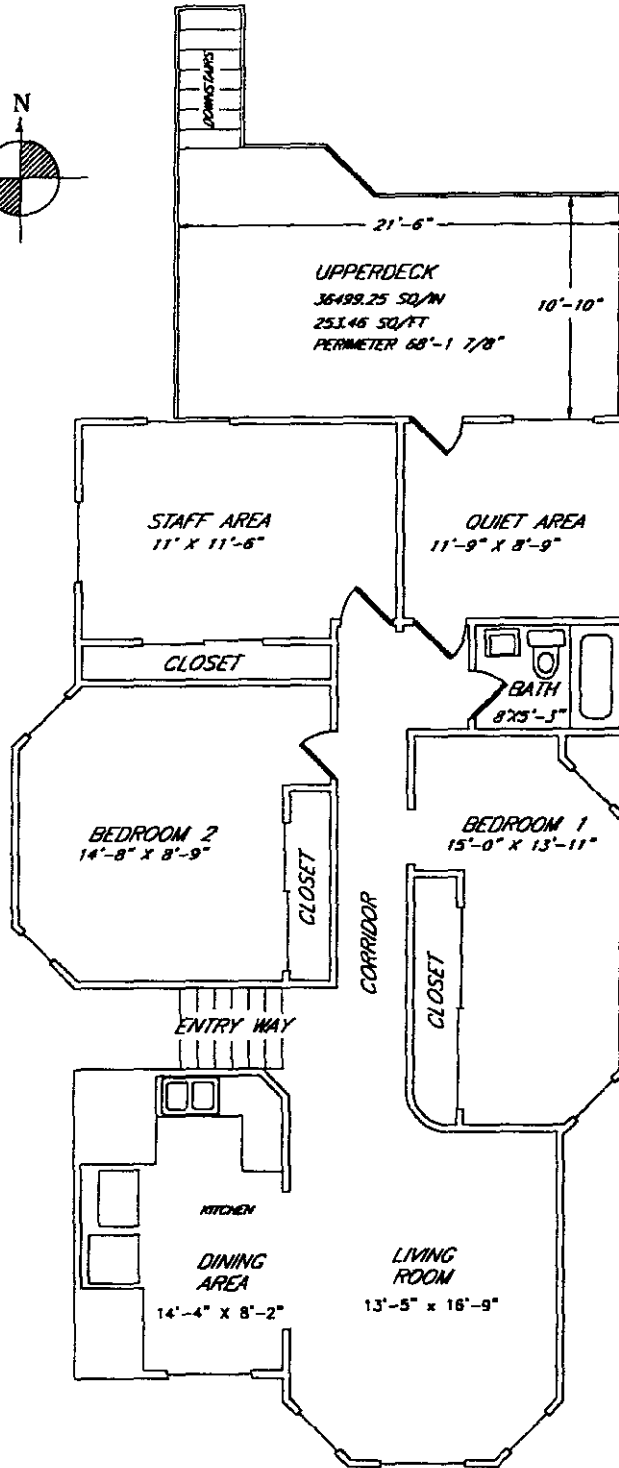 DOWNSTAIRS
N
21'-6"
UPPERDECK
36499.25 SQ/IN
253.46 SQ/FT
PERIMETER 68'-1 7/8"
10'-10"
STAFF AREA
11' X 11'-6"
QUIET AREA
11'-9" X 8'-9"
CLOSET
BATH
8'X5'-3"
BEDROOM 2
14'-8" X 8'-9"
BEDROOM 1
15'-0" X 13'-11"
CLOSET
CORRIDOR
CLOSET
ENTRY WAY
KITCHEN
DINING
AREA
14'-4" X 8'-2"
LIVING
ROOM
13'-5" x 16'-9"